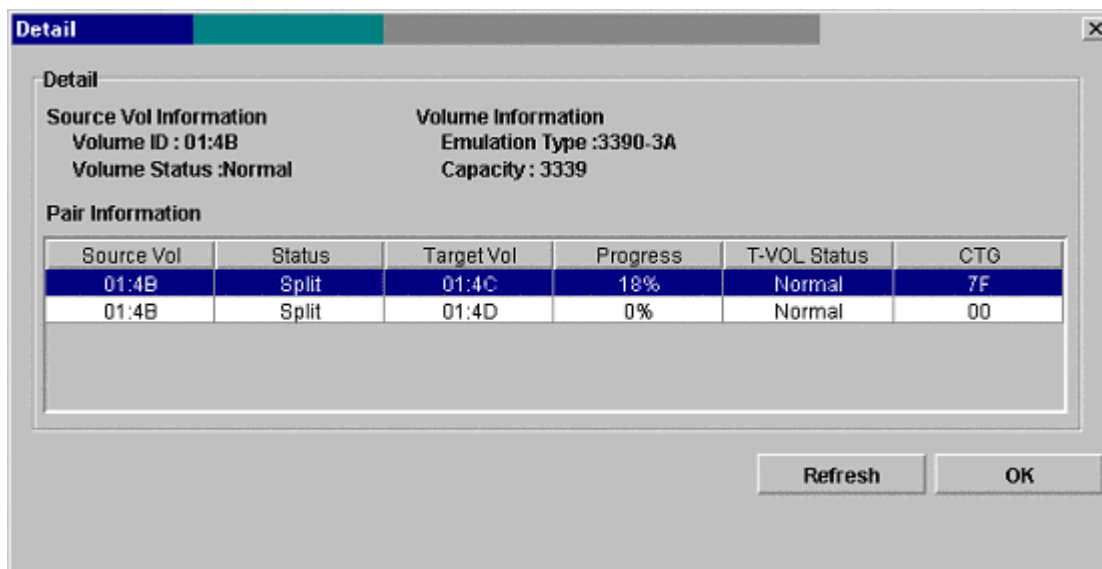 Detail
Detail
Source Vol Information Volume Information
Volume ID : 01:4B Emulation Type :3390-3A
Volume Status :Normal Capacity : 3339
Pair Information
Source Vol Status Target Vol Progress T-VOL Status CTG
01:4B Split 01:4C 18% Normal 7F
01:4B Split 01:4D 0% Normal 00
Refresh OK